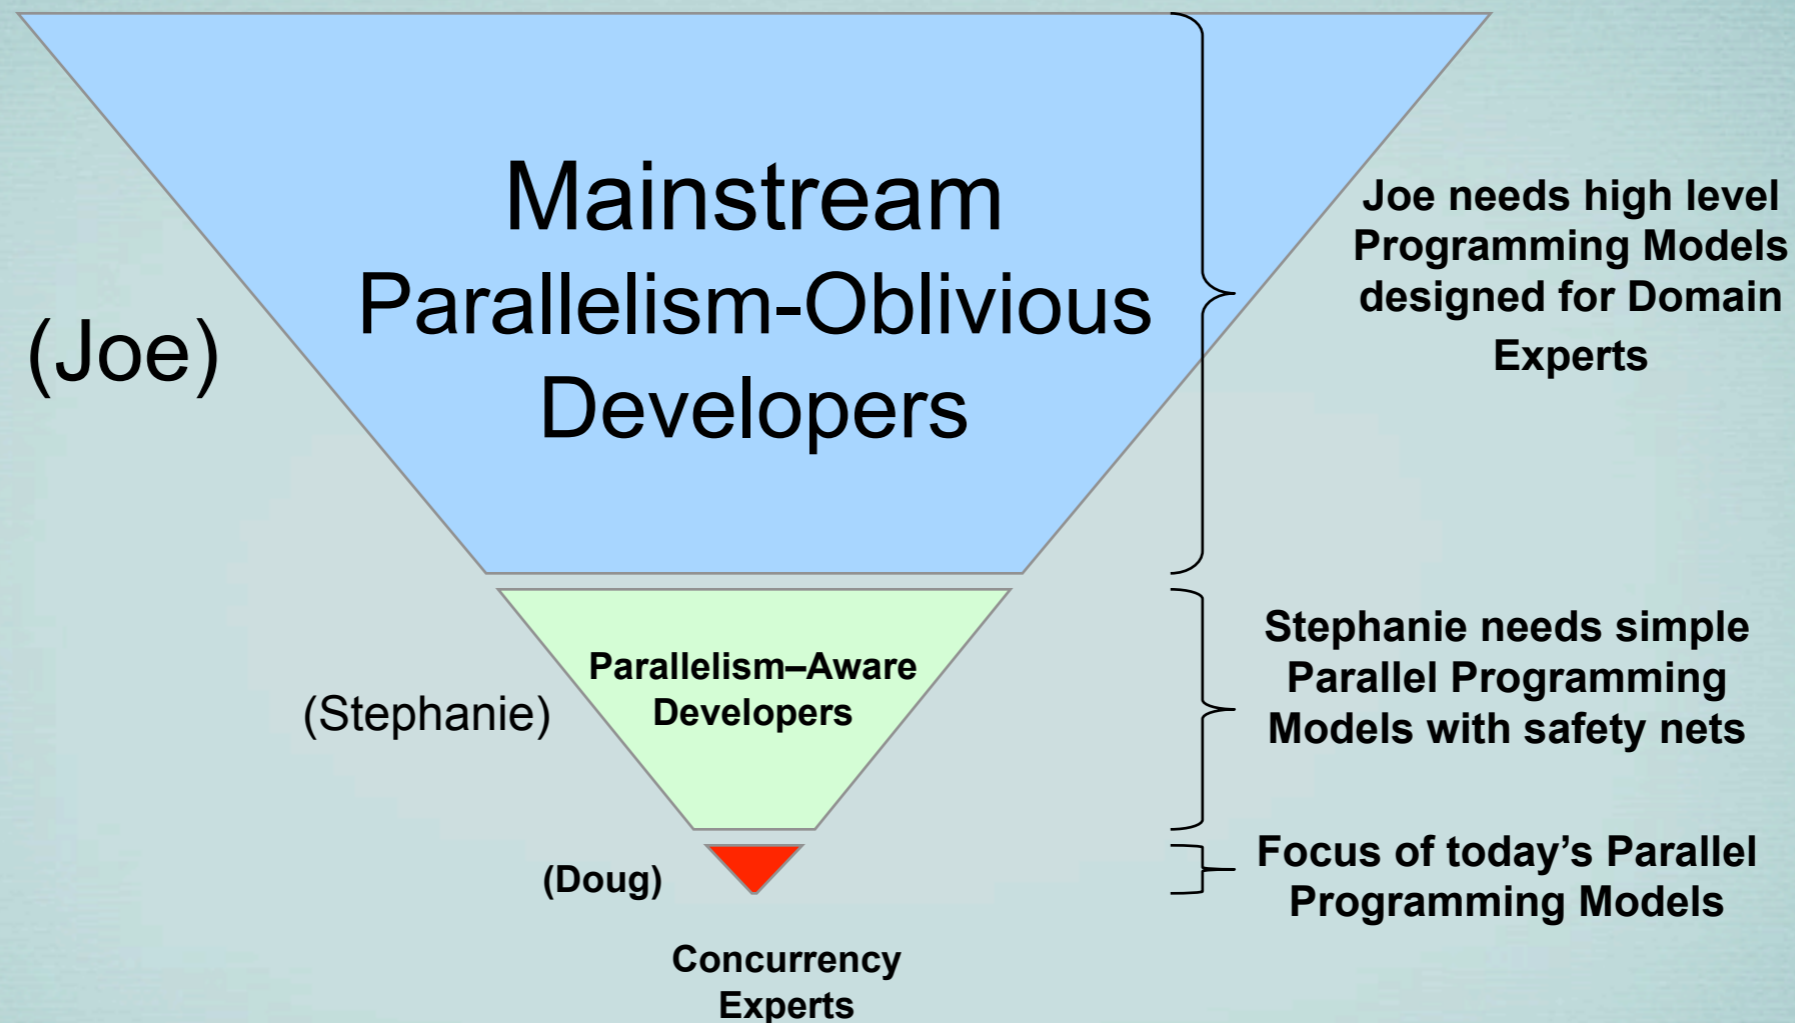 Mainstream
Parallelism-Oblivious
Developers
(Joe)
Joe needs high level
Programming Models
designed for Domain
Experts
Parallelism–Aware
Developers
(Stephanie)
Stephanie needs simple
Parallel Programming
Models with safety nets
(Doug)
Focus of today’s Parallel
Programming Models
Concurrency
Experts